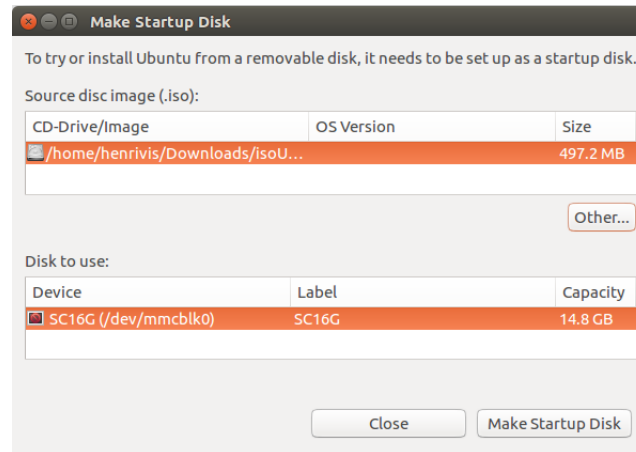 Make Startup Disk
To try or install Ubuntu from a removable disk, it needs to be set up as a startup disk.
Source disc image (.iso):
CD-Drive/Image OS Version Size
/home/henrivis/Downloads/isoU... 497.2 MB
Other...
Disk to use:
Device Label Capacity
SC16G (/dev/mmcblk0) SC16G 14.8 GB
Close Make Startup Disk